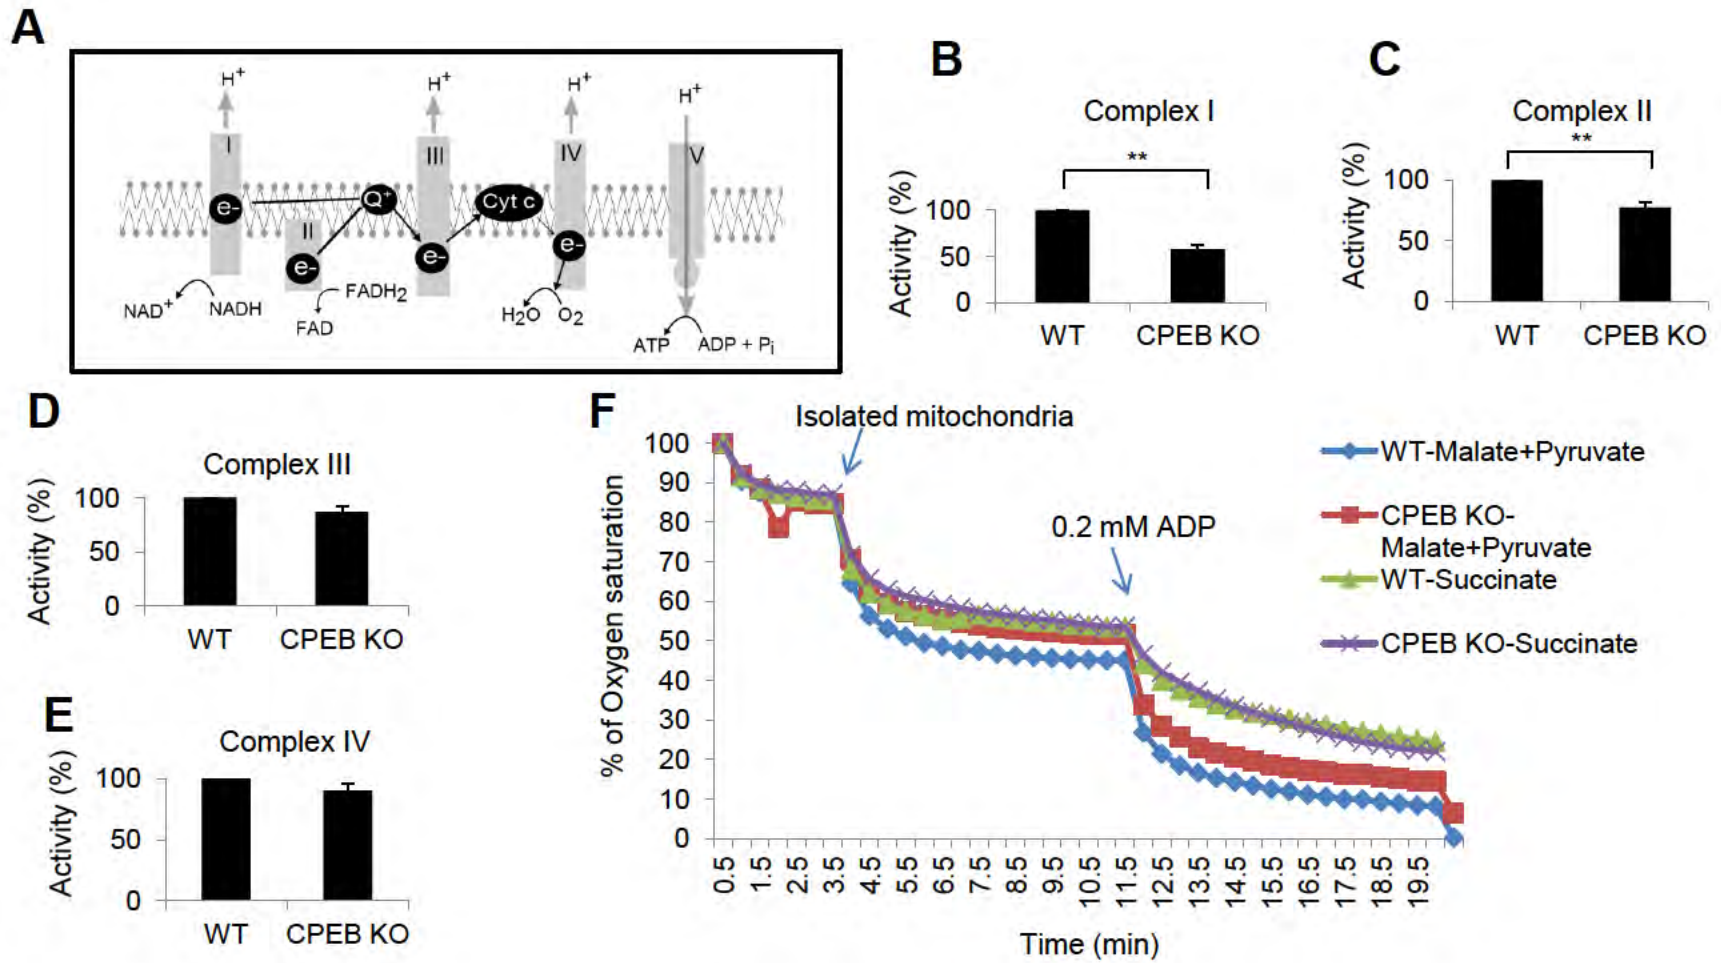 A
H+
H+
H+
H+
I
III
IV
V
e-
Q+
Cyt c
II
e-
e-
e-
NAD+
NADH
FADH2
FAD
H2O
O2
ATP
ADP + Pi
B
Complex I
**
Activity (%)
100
50
0
WT
CPEB KO
C
Complex II
**
Activity (%)
100
50
0
WT
CPEB KO
D
Complex III
Activity (%)
100
50
0
WT
CPEB KO
E
Complex IV
Activity (%)
100
50
0
WT
CPEB KO
F
Isolated mitochondria
0.2 mM ADP
% of Oxygen saturation
100
90
80
70
60
50
40
30
20
10
0
0.5
1.5
2.5
3.5
4.5
5.5
6.5
7.5
8.5
9.5
10.5
11.5
12.5
13.5
14.5
15.5
16.5
17.5
18.5
19.5
Time (min)
WT-Malate+Pyruvate
CPEB KO-
Malate+Pyruvate
WT-Succinate
CPEB KO-Succinate